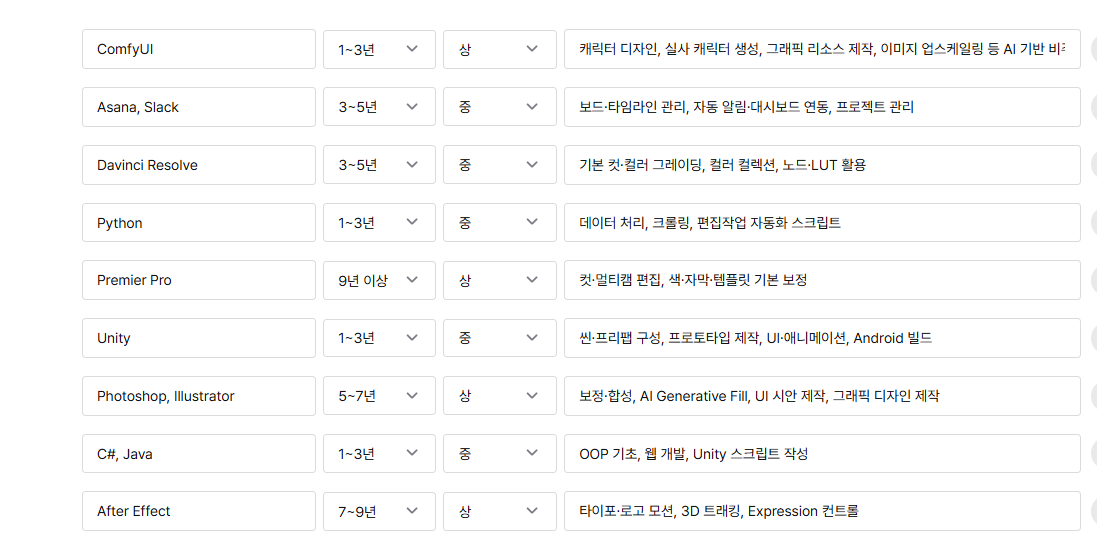 ComfyUI 1~3년 상 캐릭터 디자인, 실사 캐릭터 생성, 그래픽 리소스 제작, 이미지 업스케일링 등 AI 기반
Asana, Slack 3~5년 중 보드·타임라인 관리, 자동 알림·대시보드 연동, 프로젝트 관리
Davinci Resolve 3~5년 중 기본 컷·컬러 그레이딩, 컬러 컬렉션, 노드·LUT 활용
Python 1~3년 중 데이터 처리, 크롤링, 편집작업 자동화 스크립트
Premier Pro 9년 이상 상 컷·멀티캠 편집, 색·자막·템플릿 기본 보정
Unity 1~3년 중 씬·프리팹 구성, 프로토타입 제작, UI·애니메이션, Android 빌드
Photoshop, Illustrator 5~7년 상 보정·합성, AI Generative Fill, UI 시안 제작, 그래픽 디자인 제작
C#, Java 1~3년 중 OOP 기초, 웹 개발, Unity 스크립트 작성
After Effect 7~9년 상 타이포·로고 모션, 3D 트래킹, Expression 컨트롤